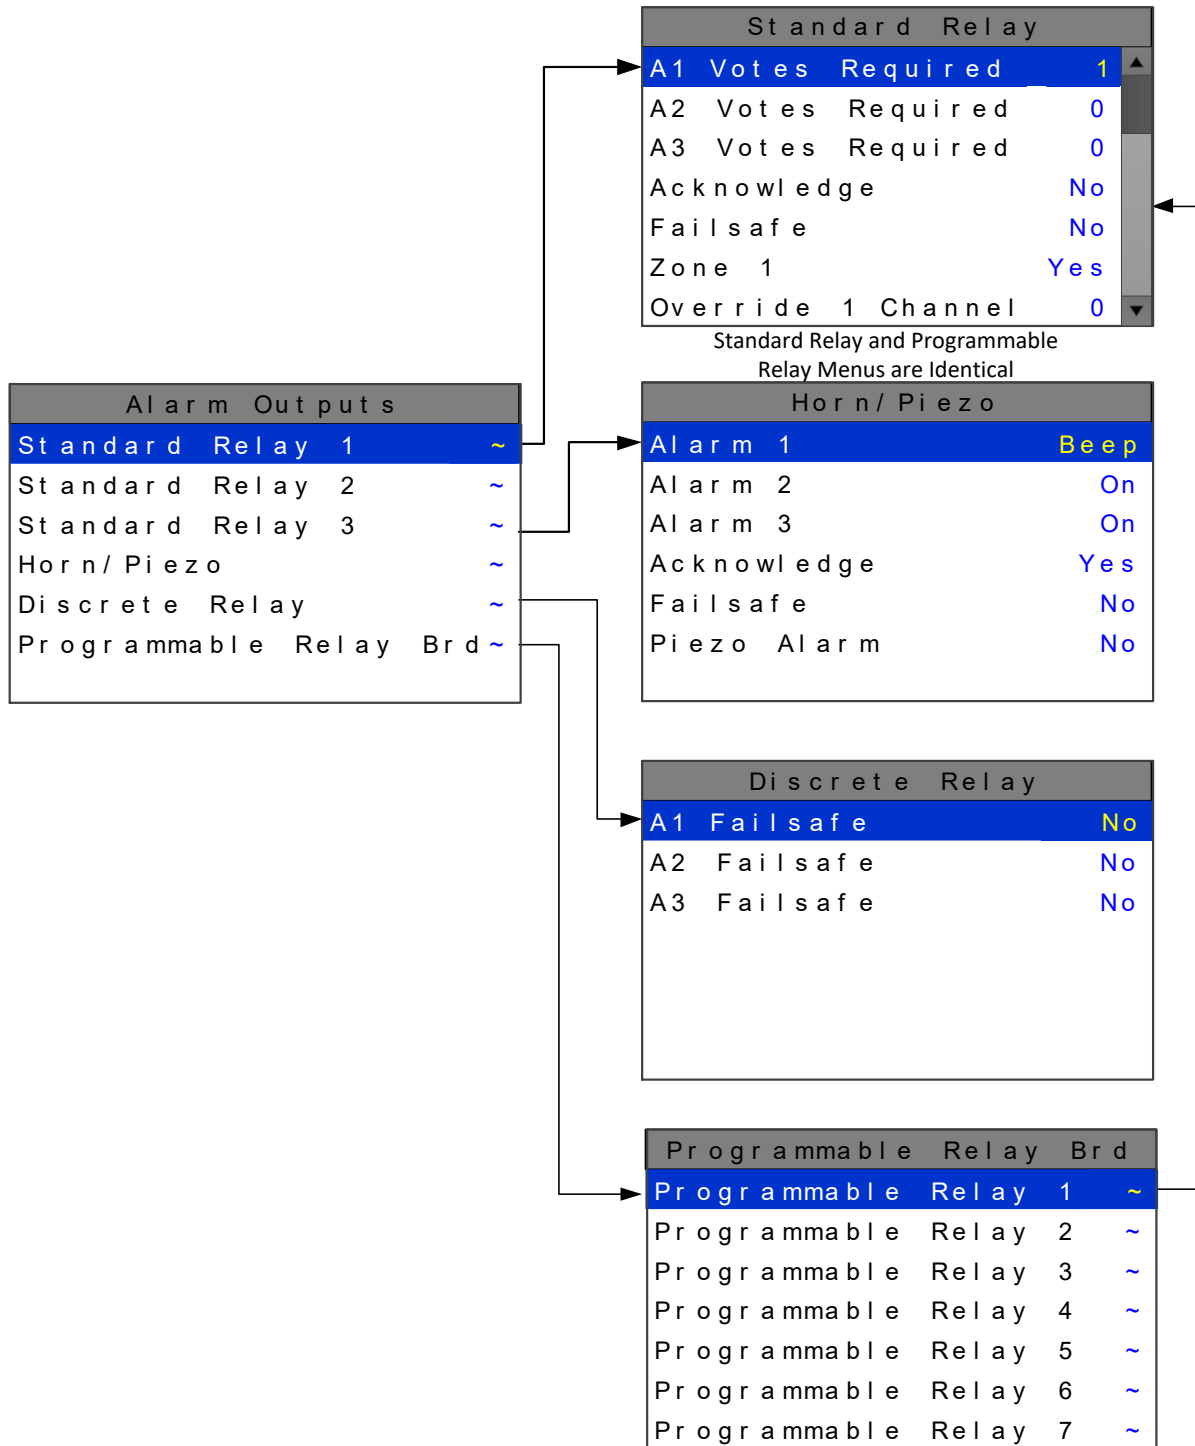 Standard Relay
A1 Votes Required 1
A2 Votes Required 0
A3 Votes Required 0
Acknowledge No
Failsafe No
Zone 1 Yes
Override 1 Channel 0
Standard Relay and Programmable
Relay Menus are Identical
Alarm Outputs
Standard Relay 1 ~
Standard Relay 2 ~
Standard Relay 3 ~
Horn/Piezo ~
Discrete Relay ~
Programmable Relay Brd ~
Horn/Piezo
Alarm 1 Beep
Alarm 2 On
Alarm 3 On
Acknowledge Yes
Failsafe No
Piezo Alarm No
Discrete Relay
A1 Failsafe No
A2 Failsafe No
A3 Failsafe No
Programmable Relay Brd
Programmable Relay 1 ~
Programmable Relay 2 ~
Programmable Relay 3 ~
Programmable Relay 4 ~
Programmable Relay 5 ~
Programmable Relay 6 ~
Programmable Relay 7 ~